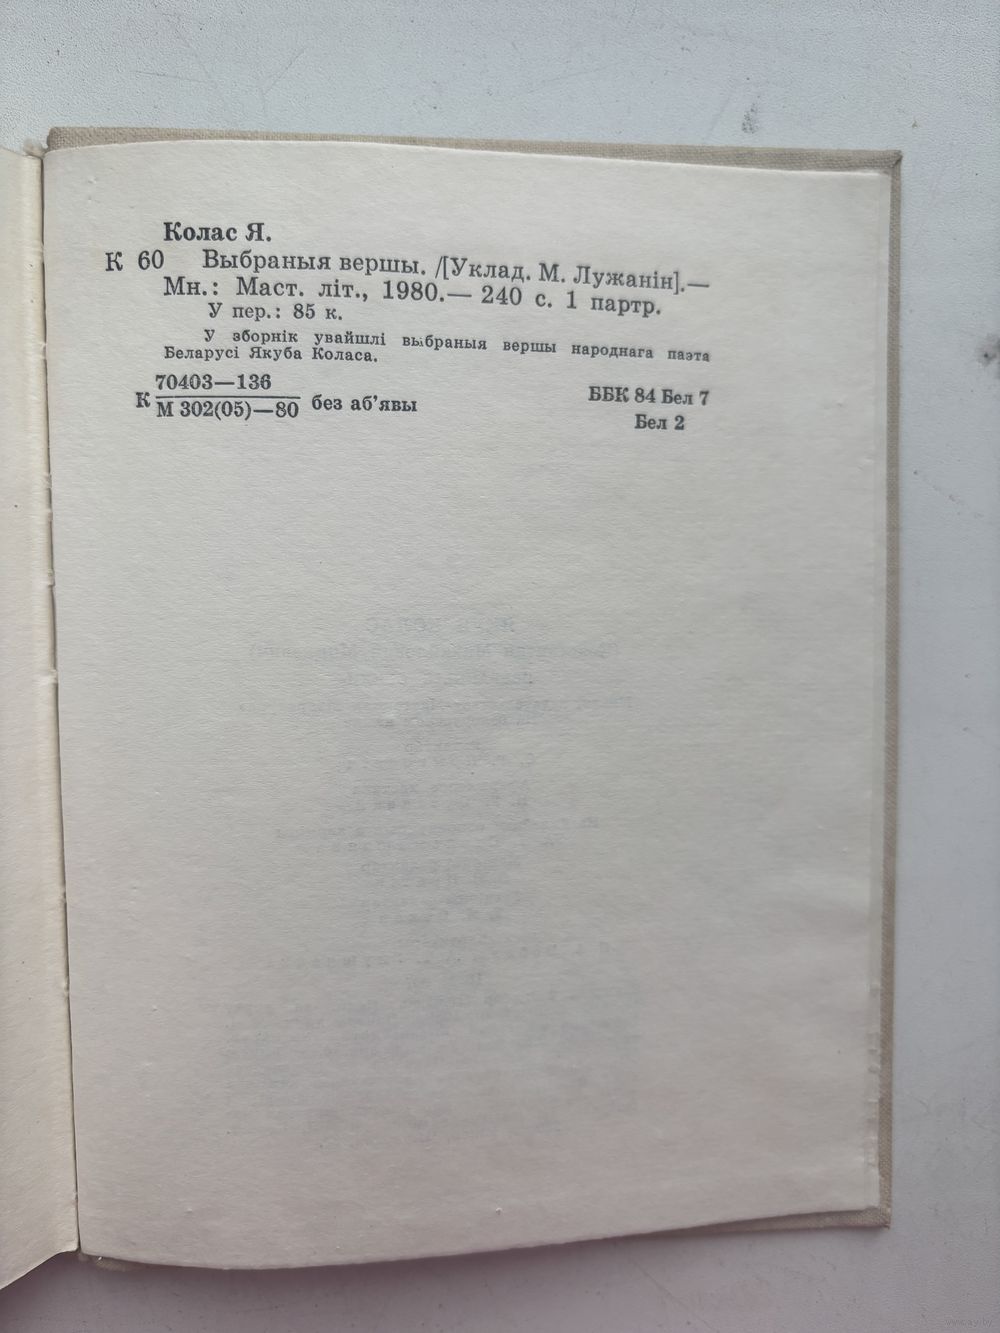 Колас Я.
К 60 Выбраныя вершы. /[Уклад. М. Лужанін].—
Мн.: Маст. літ., 1980.— 240 с. 1 партр.
У пер.: 85 к.
У зборнік увайшлі выбраныя вершы народнага паэта
Беларусі Якуба Коласа.
К 70403—136
М 302(05)—80 без аб'явы
ББК 84 Бел 7
Бел 2